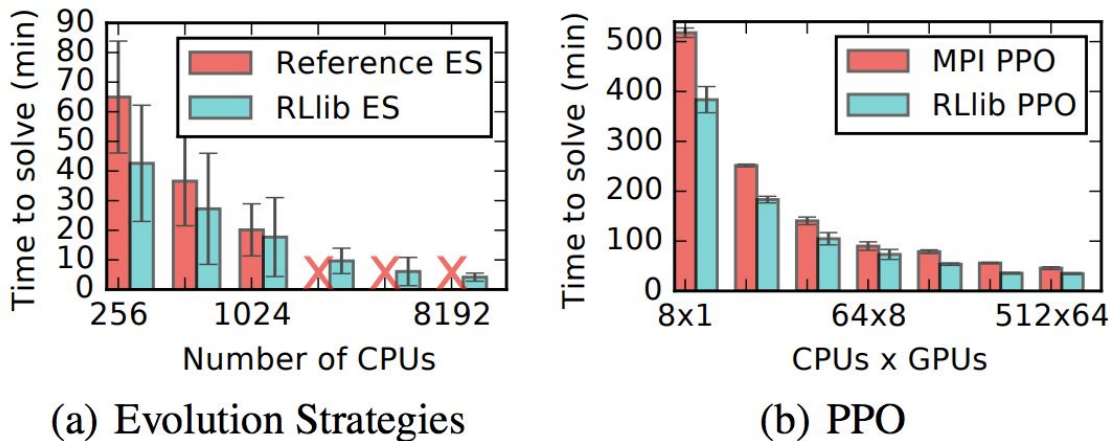 Time to solve (min)
90
80
70
60
50
40
30
20
10
0
Reference ES
RLlib ES
X X X
256 1024 8192
Number of CPUs
(a) Evolution Strategies
Time to solve (min)
500
400
300
200
100
0
MPI PPO
RLlib PPO
8x1 64x8 512x64
CPUs x GPUs
(b) PPO